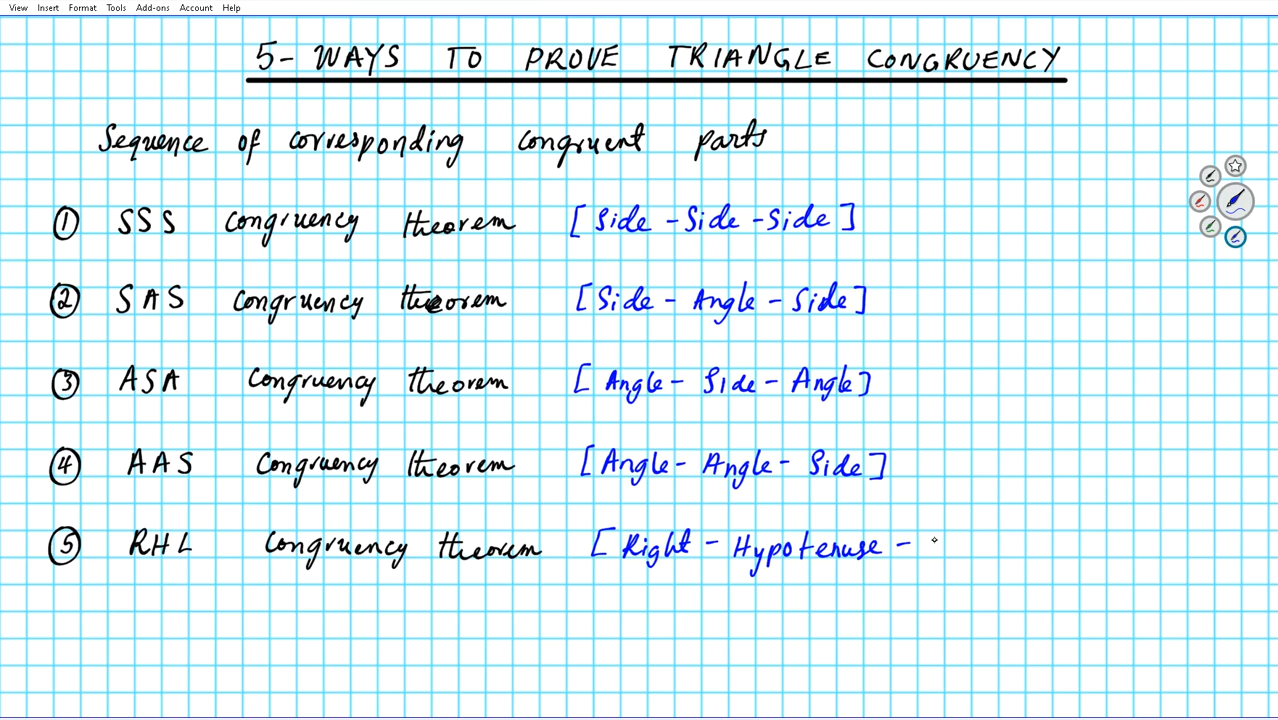 View Insert Format Tools Add-ons Account Help
5- WAYS TO PROVE TRIANGLE CONGRUENCY
Sequence of corresponding congruent parts
① SSS congruency theorem [Side - Side - Side]
② SAS congruency theorem [Side - Angle - Side]
③ ASA congruency theorem [Angle - Side - Angle]
④ AAS congruency theorem [Angle - Angle - Side]
⑤ RHL congruency theorem [Right - Hypotenuse -